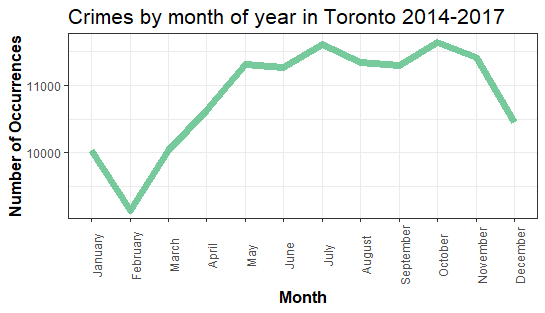 Crimes by month of year in Toronto 2014-2017
Number of Occurrences
11000
10000
January
February
March
April
May
June
July
August
September
October
November
December
Month